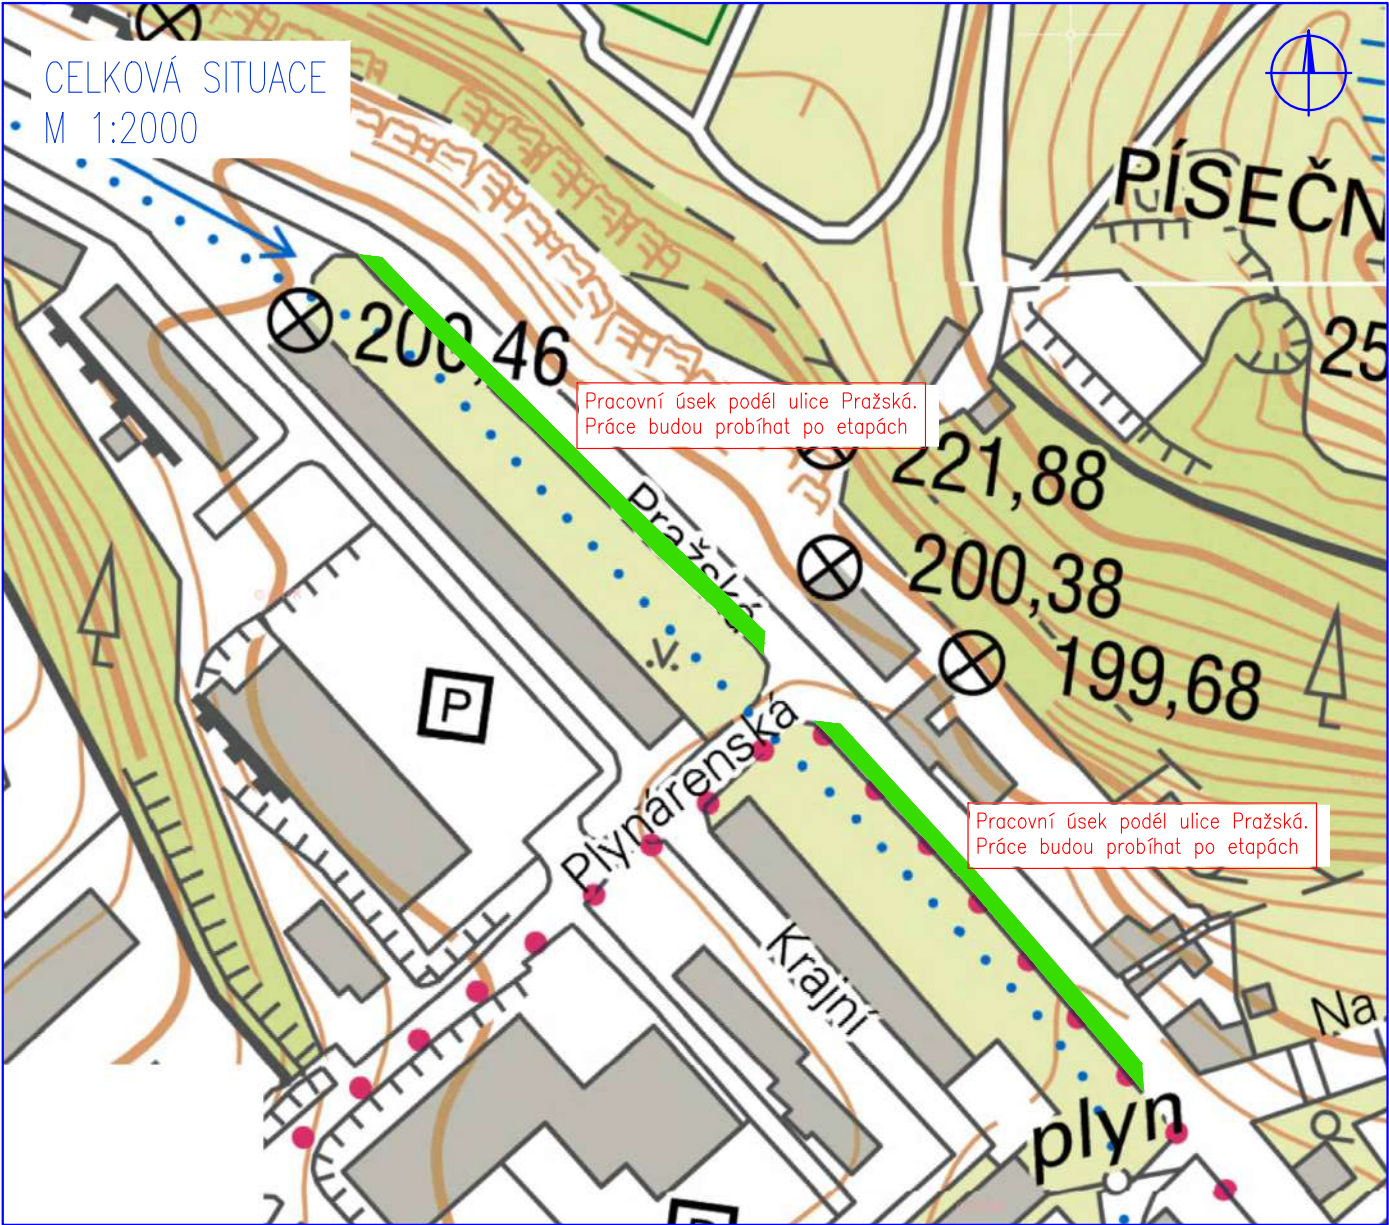 CELKOVÁ SITUACE
M 1:2000
PÍSEČN
200,46
25
Pracovní úsek podél ulice Pražská.
Práce budou probíhat po etapách
221,88
Pražská
200,38
199,68
P
Plynárenská
Pracovní úsek podél ulice Pražská.
Práce budou probíhat po etapách
Krajní
Na
plyn